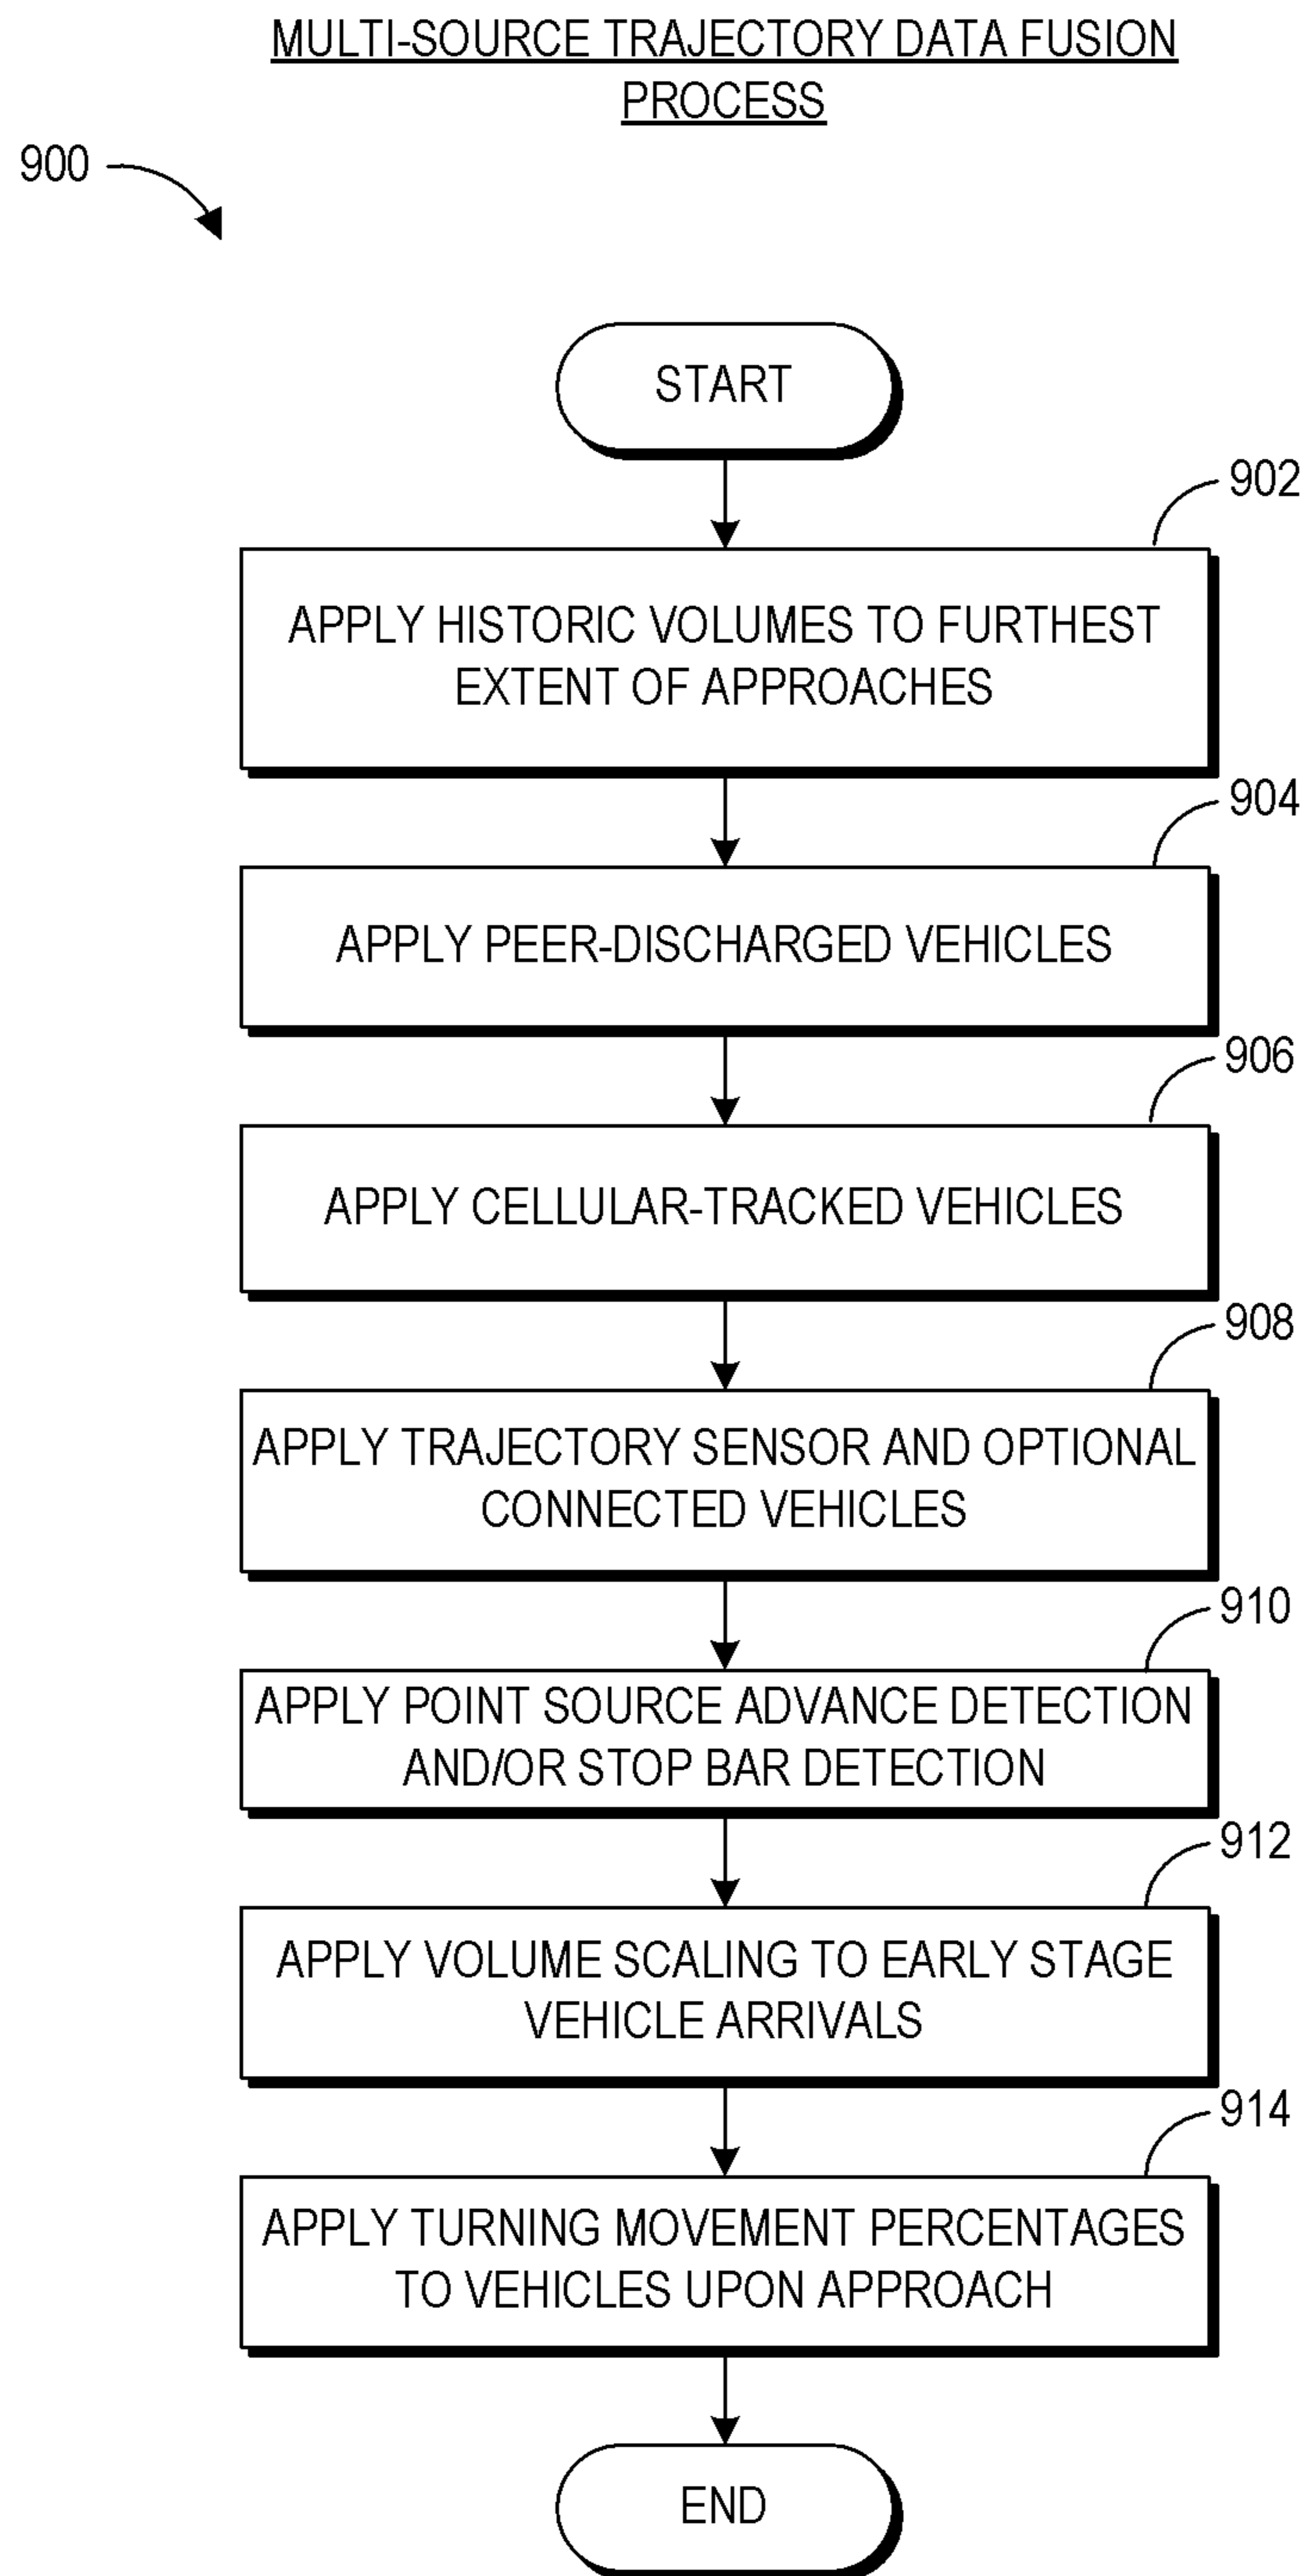 MULTI-SOURCE TRAJECTORY DATA FUSION
PROCESS
900
START
902
APPLY HISTORIC VOLUMES TO FURTHEST
EXTENT OF APPROACHES
904
APPLY PEER-DISCHARGED VEHICLES
906
APPLY CELLULAR-TRACKED VEHICLES
908
APPLY TRAJECTORY SENSOR AND OPTIONAL
CONNECTED VEHICLES
910
APPLY POINT SOURCE ADVANCE DETECTION
AND/OR STOP BAR DETECTION
912
APPLY VOLUME SCALING TO EARLY STAGE
VEHICLE ARRIVALS
914
APPLY TURNING MOVEMENT PERCENTAGES
TO VEHICLES UPON APPROACH
END